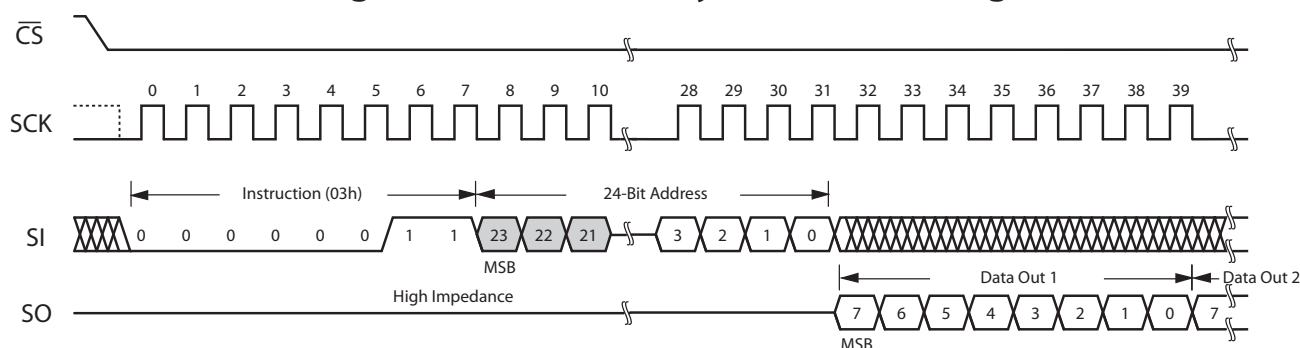 CS
0 1 2 3 4 5 6 7 8 9 10 28 29 30 31 32 33 34 35 36 37 38 39
SCK
Instruction (03h) 24-Bit Address
SI 0 0 0 0 0 0 1 1 23 22 21 3 2 1 0
MSB
Data Out 1 Data Out 2
High Impedance
SO 7 6 5 4 3 2 1 0 7
MSB